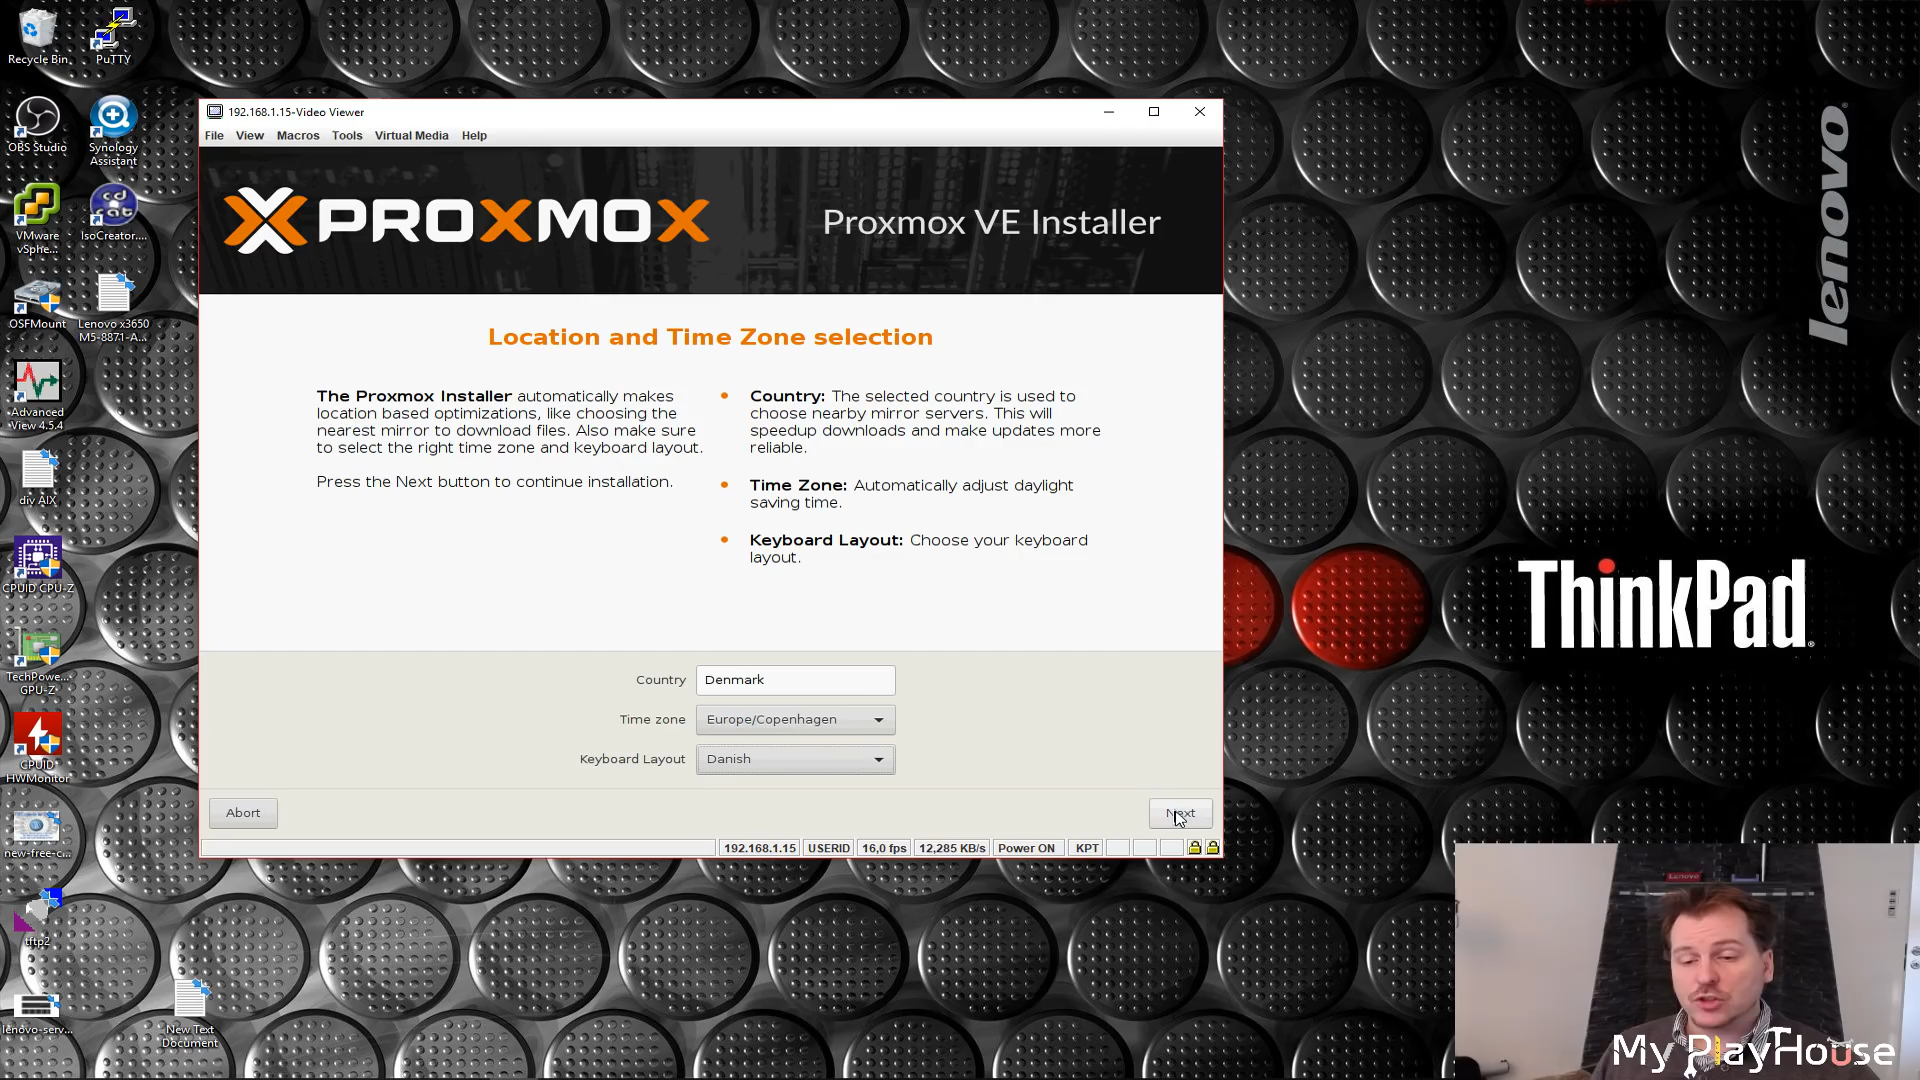 Recycle Bin
PuTTY
OBS Studio
Synology
Assistant
VMware
vSphe...
IsoCreator....
OSFMount
Lenovo x3650
M5-8871-A...
Advanced
View 4.5.4
div AIX
CPUID CPU-Z
TechPowe...
GPU-Z
CPUID
HWMonitor
new-free-c...
tftp2
lenovo-serv...
New Text
Document
192.168.1.15-Video Viewer
File View Macros Tools Virtual Media Help
PROXMOX
Proxmox VE Installer
Location and Time Zone selection
The Proxmox Installer automatically makes
location based optimizations, like choosing the
nearest mirror to download files. Also make sure
to select the right time zone and keyboard layout.
Press the Next button to continue installation.
Country: The selected country is used to
choose nearby mirror servers. This will
speedup downloads and make updates more
reliable.
Time Zone: Automatically adjust daylight
saving time.
Keyboard Layout: Choose your keyboard
layout.
Country Denmark
Time zone Europe/Copenhagen
Keyboard Layout Danish
Abort
Next
192.168.1.15 USERID 16,0 fps 12,285 KB/s Power ON KPT
lenovo
ThinkPad
Lenovo
My PlayHouse